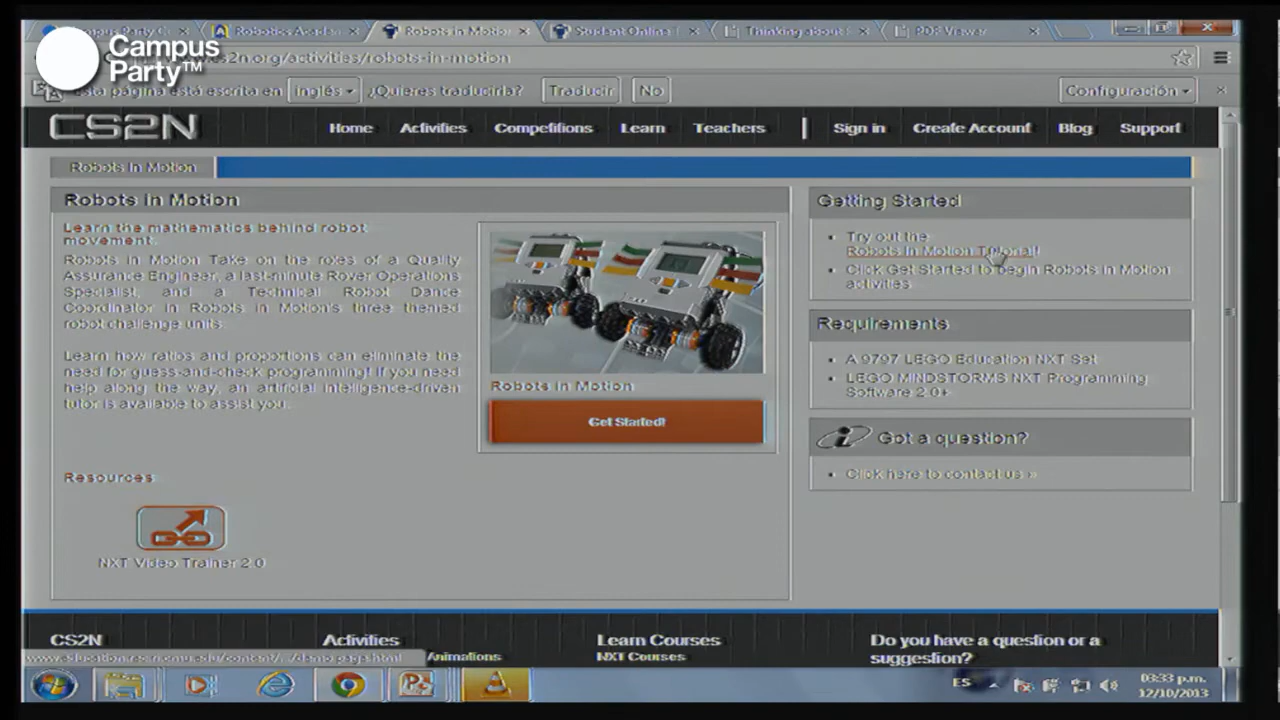 Campus
Party™
Robotics Acade
Robots in Motion
Student Online
Thinking about
PDF Viewer
cs2n.org/activities/robots-in-motion
Esta página está escrita en
inglés
¿Quieres traducirla?
Traducir
No
Configuración
CS2N
Home
Activities
Competitions
Learn
Teachers
Sign in
Create Account
Blog
Support
Robots in Motion
Robots in Motion
Learn the mathematics behind robot
movement.
Robots in Motion Take on the roles of a Quality
Assurance Engineer, a last-minute Rover Operations
Specialist, and a Technical Robot Dance
Coordinator in Robots in Motion's three themed
robot challenge units.
Learn how ratios and proportions can eliminate the
need for guess-and-check programming! If you need
help along the way, an artificial intelligence-driven
tutor is available to assist you.
Robots in Motion
Get Started!
Resources
NXT Video Trainer 2.0
Getting Started
Try out the
Robots in Motion Tutorial!
Click Get Started to begin Robots in Motion
activities
Requirements
A 9797 LEGO Education NXT Set
LEGO MINDSTORMS NXT Programming
Software 2.0+
Got a question?
Click here to contact us »
CS2N
Activities
Animations
Learn Courses
NXT Courses
Do you have a question or a
suggestion?
ES
03:33 p.m.
12/10/2013